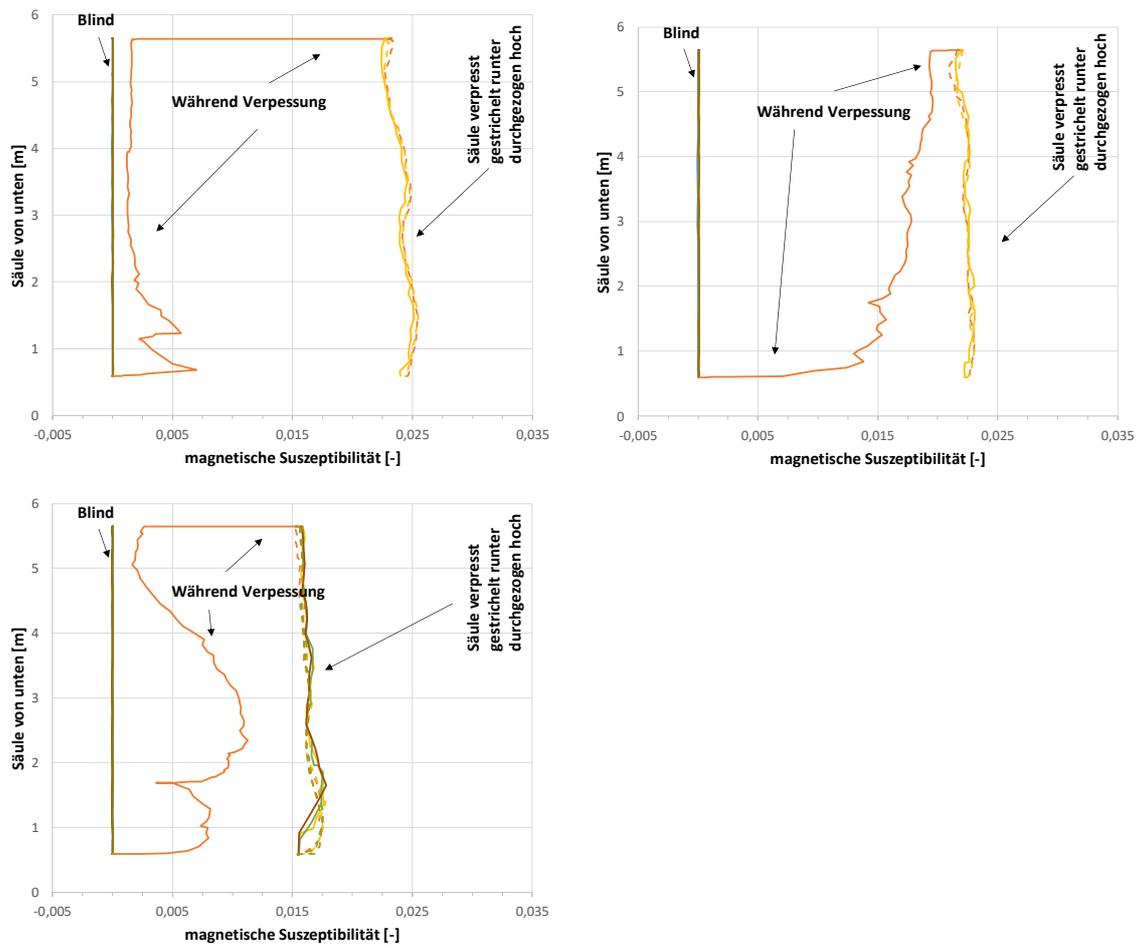 6
5
4
3
2
1
0
Säule von unten [m]
Blind
Während Verpessung
Säule verpresst
gestrichelt runter
durchgezogen hoch
-0,005
0,005
0,015
0,025
0,035
magnetische Suszeptibilität [-]
6
5
4
3
2
1
0
Säule von unten [m]
Blind
Während Verpessung
Säule verpresst
gestrichelt runter
durchgezogen hoch
-0,005
0,005
0,015
0,025
0,035
magnetische Suszeptibilität [-]
6
5
4
3
2
1
0
Säule von unten [m]
Blind
Während Verpessung
Säule verpresst
gestrichelt runter
durchgezogen hoch
-0,005
0,005
0,015
0,025
0,035
magnetische Suszeptibilität [-]